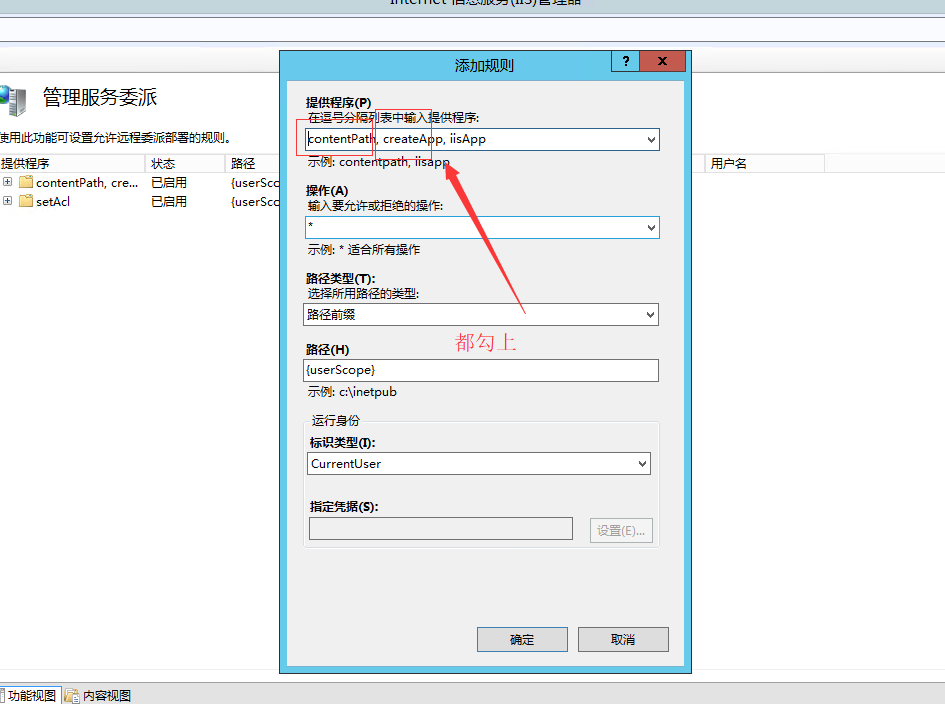 Internet 信息服务(IIS)管理器
添加规则
?
x
管理服务委派
使用此功能可设置允许远程委派部署的规则。
提供程序 状态 路径 用户名
contentPath, cre... 已启用 {userSco
setAcl 已启用 {userSco
提供程序(P)
在逗号分隔列表中输入提供程序:
contentPath, createApp, iisApp
示例: contentpath, iisapp
操作(A)
输入要允许或拒绝的操作:
*
示例: * 适合所有操作
路径类型(T):
选择所用路径的类型:
路径前缀
都勾上
路径(H)
{userScope}
示例: c:\inetpub
运行身份
标识类型(I):
CurrentUser
指定凭据(S):
设置(E)...
确定 取消
功能视图 内容视图